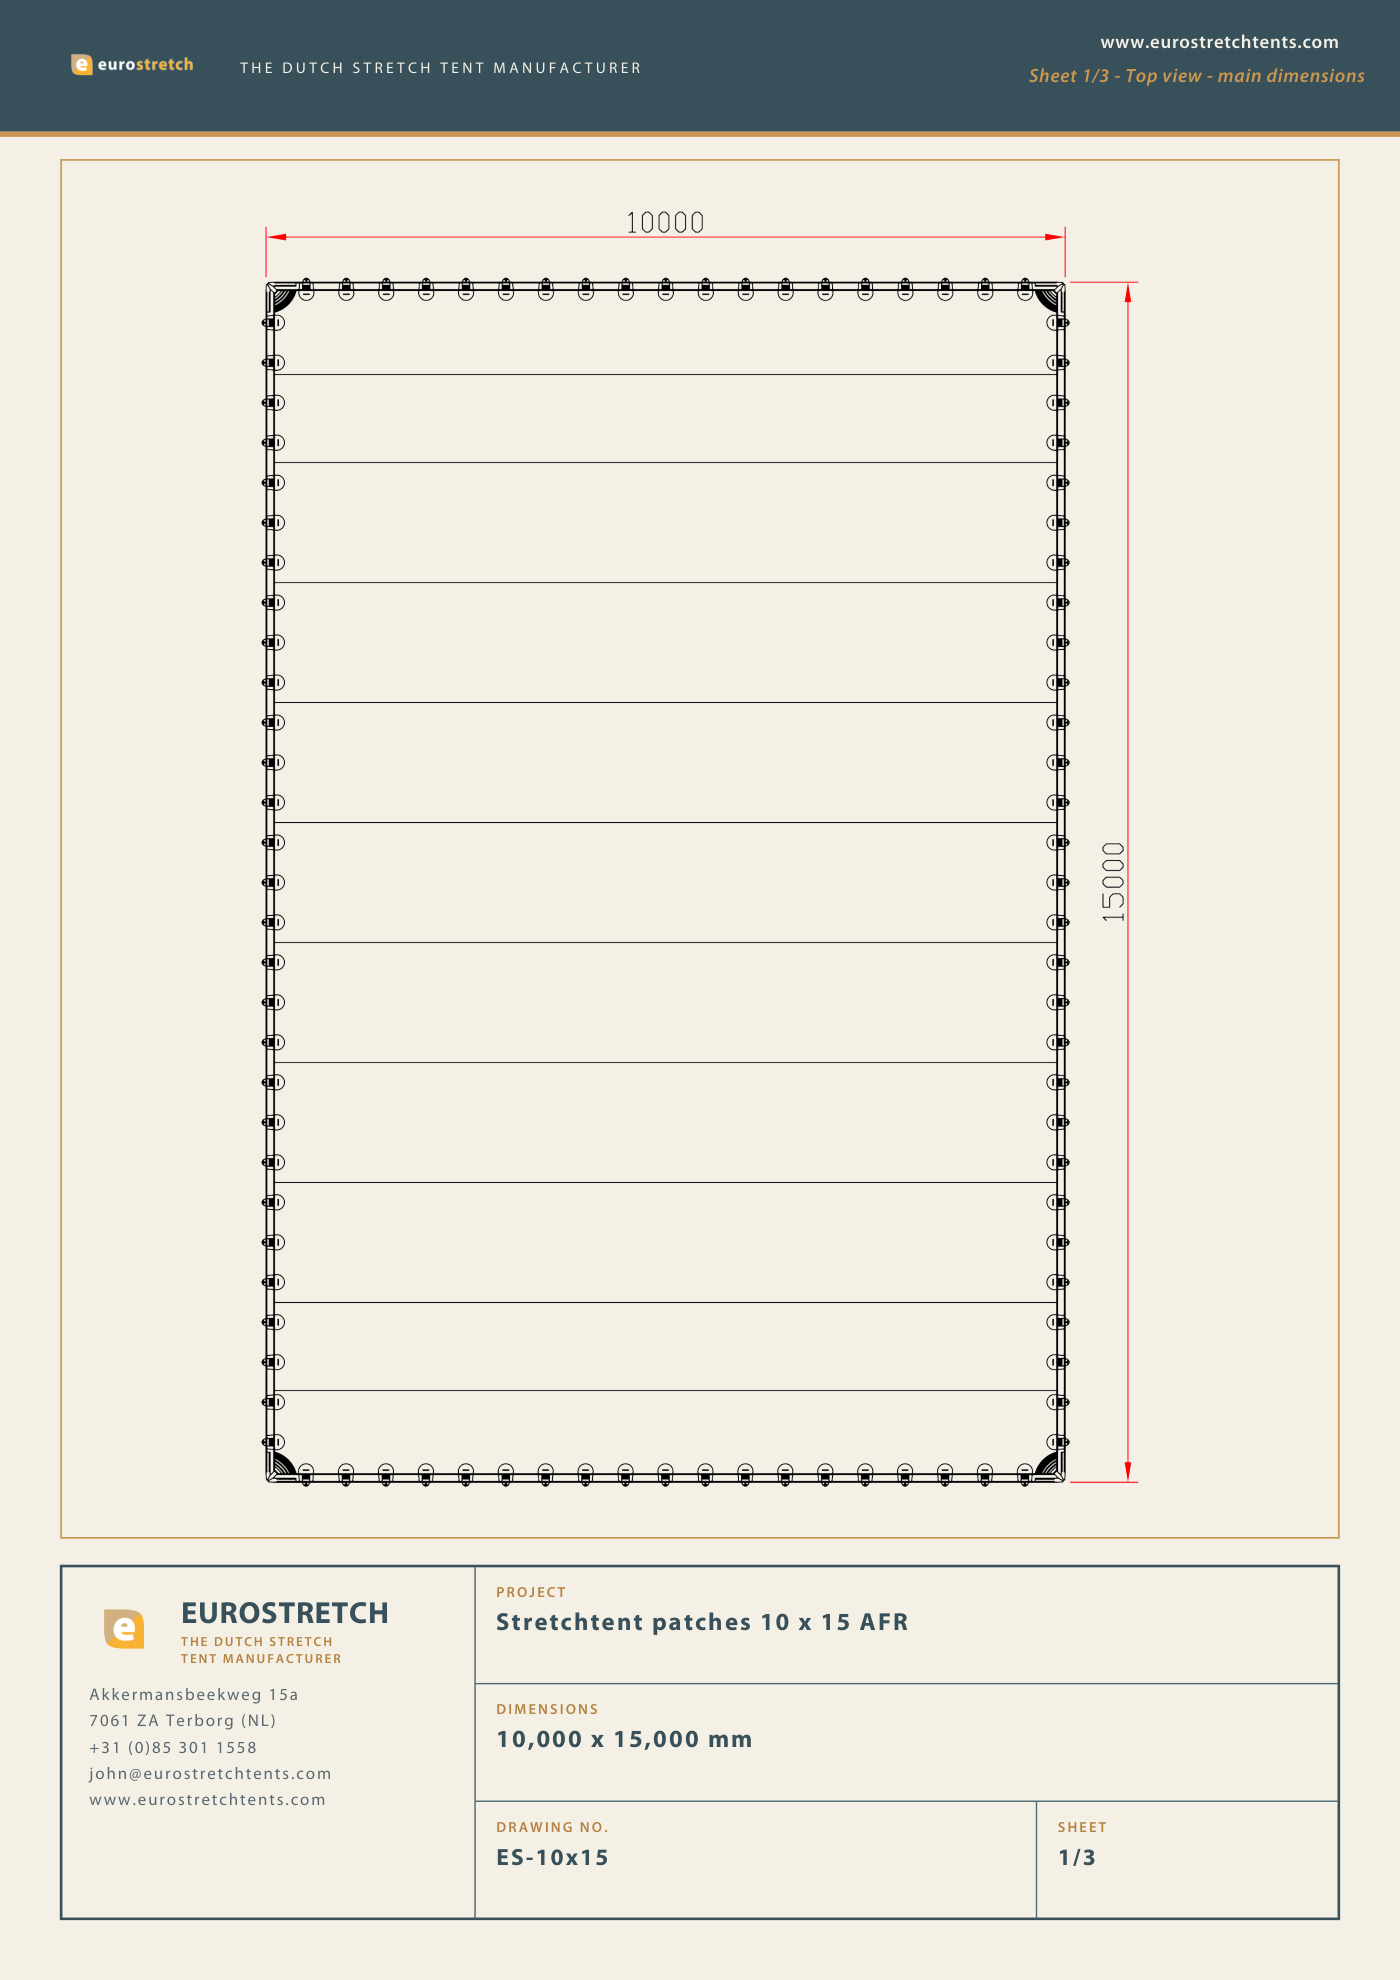 eurostretch
THE DUTCH STRETCH TENT MANUFACTURER
www.eurostretchtents.com
Sheet 1/3 - Top view - main dimensions
10000
15000
e
EUROSTRETCH
THE DUTCH STRETCH
TENT MANUFACTURER
Akkermansbeekweg 15a
7061 ZA Terborg (NL)
+31 (0)85 301 1558
john@eurostretchtents.com
www.eurostretchtents.com
PROJECT
Stretchtent patches 10 x 15 AFR
DIMENSIONS
10,000 x 15,000 mm
DRAWING NO.
ES-10x15
SHEET
1/3